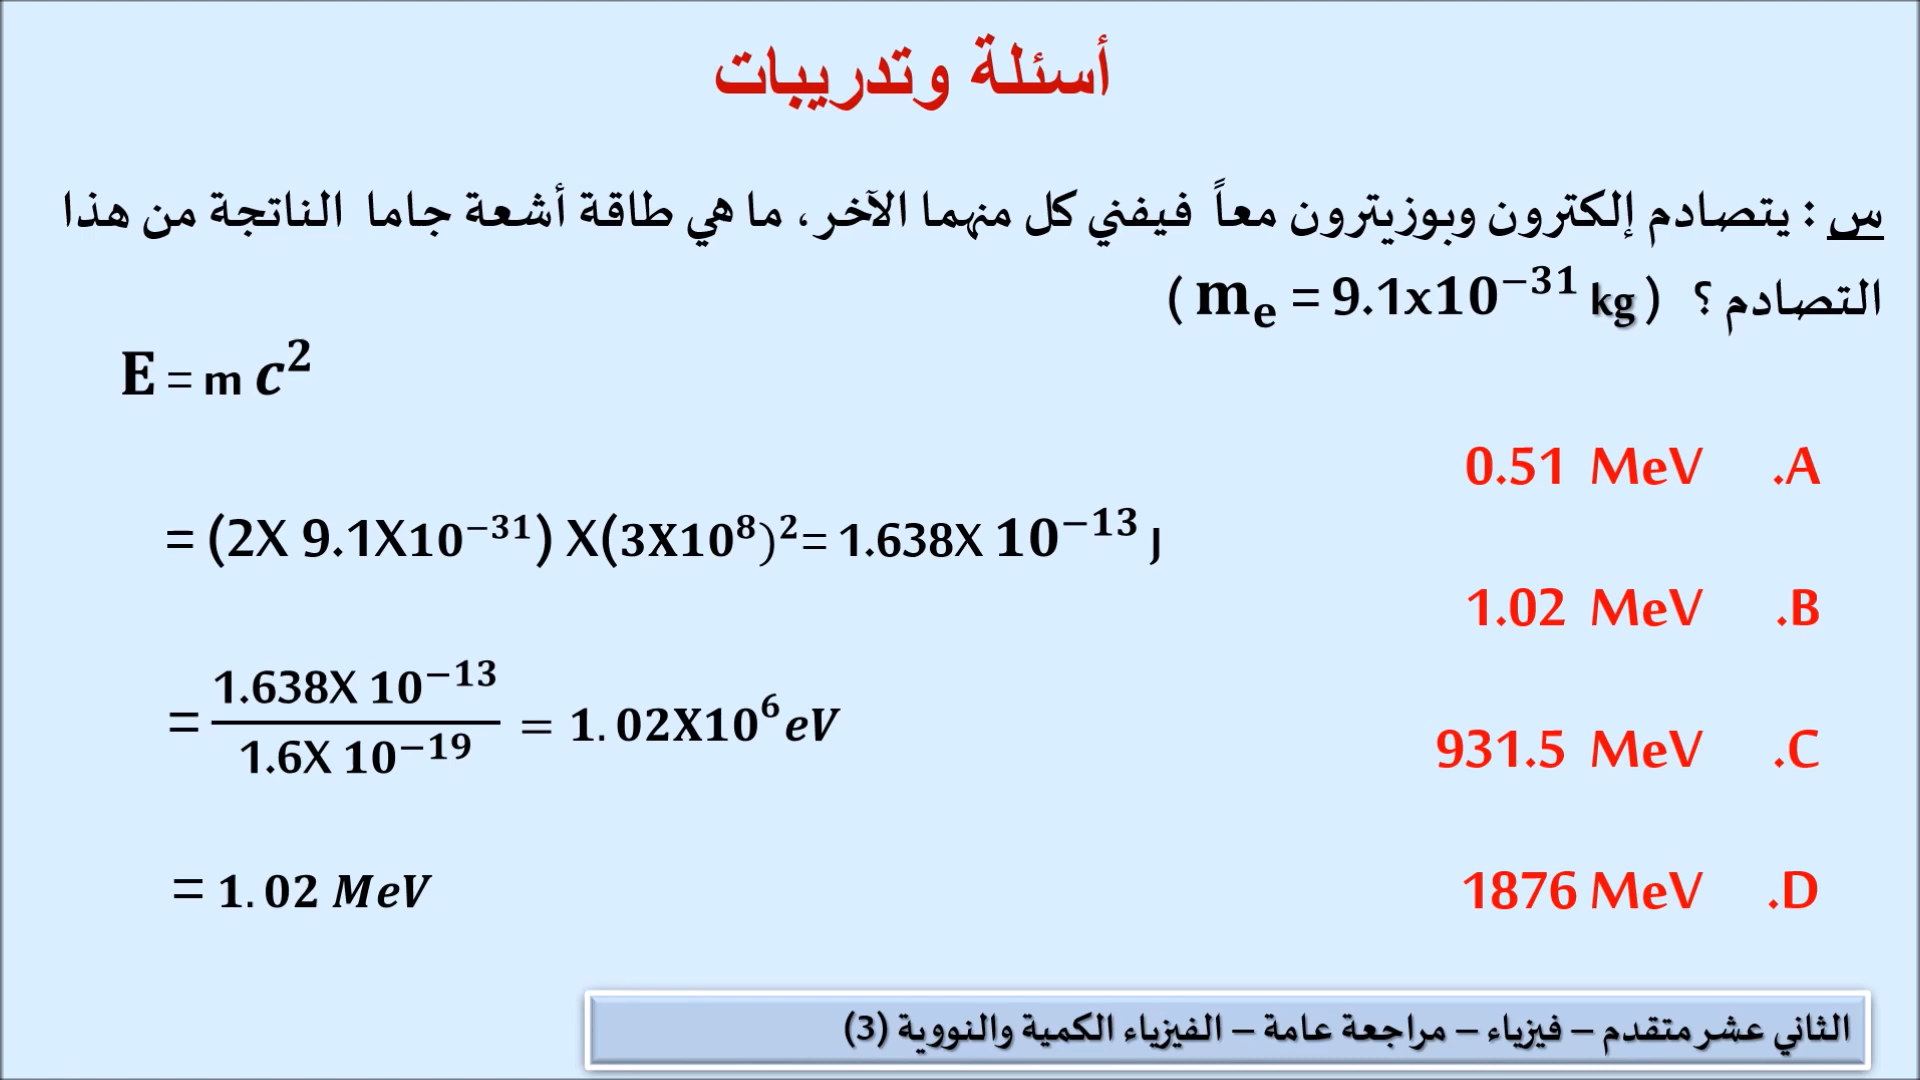 أسئلة وتدريبات
س : يتصادم إلكترون وبوزيترون معاً فيفني كل منهما الآخر، ما هي طاقة أشعة جاما الناتجة من هذا
التصادم ؟ ( mₑ = 9.1x10⁻³¹ kg )
E = m c²
0.51 MeV .A
= (2X 9.1X10⁻³¹) X(3X10⁸)²= 1.638X 10⁻¹³ J
1.02 MeV .B
= 1.638X 10⁻¹³ / 1.6X 10⁻¹⁹ = 1.02X10⁶ eV
931.5 MeV .C
= 1.02 MeV
1876 MeV .D
الثاني عشر متقدم – فيزياء – مراجعة عامة – الفيزياء الكمية والنووية (3)